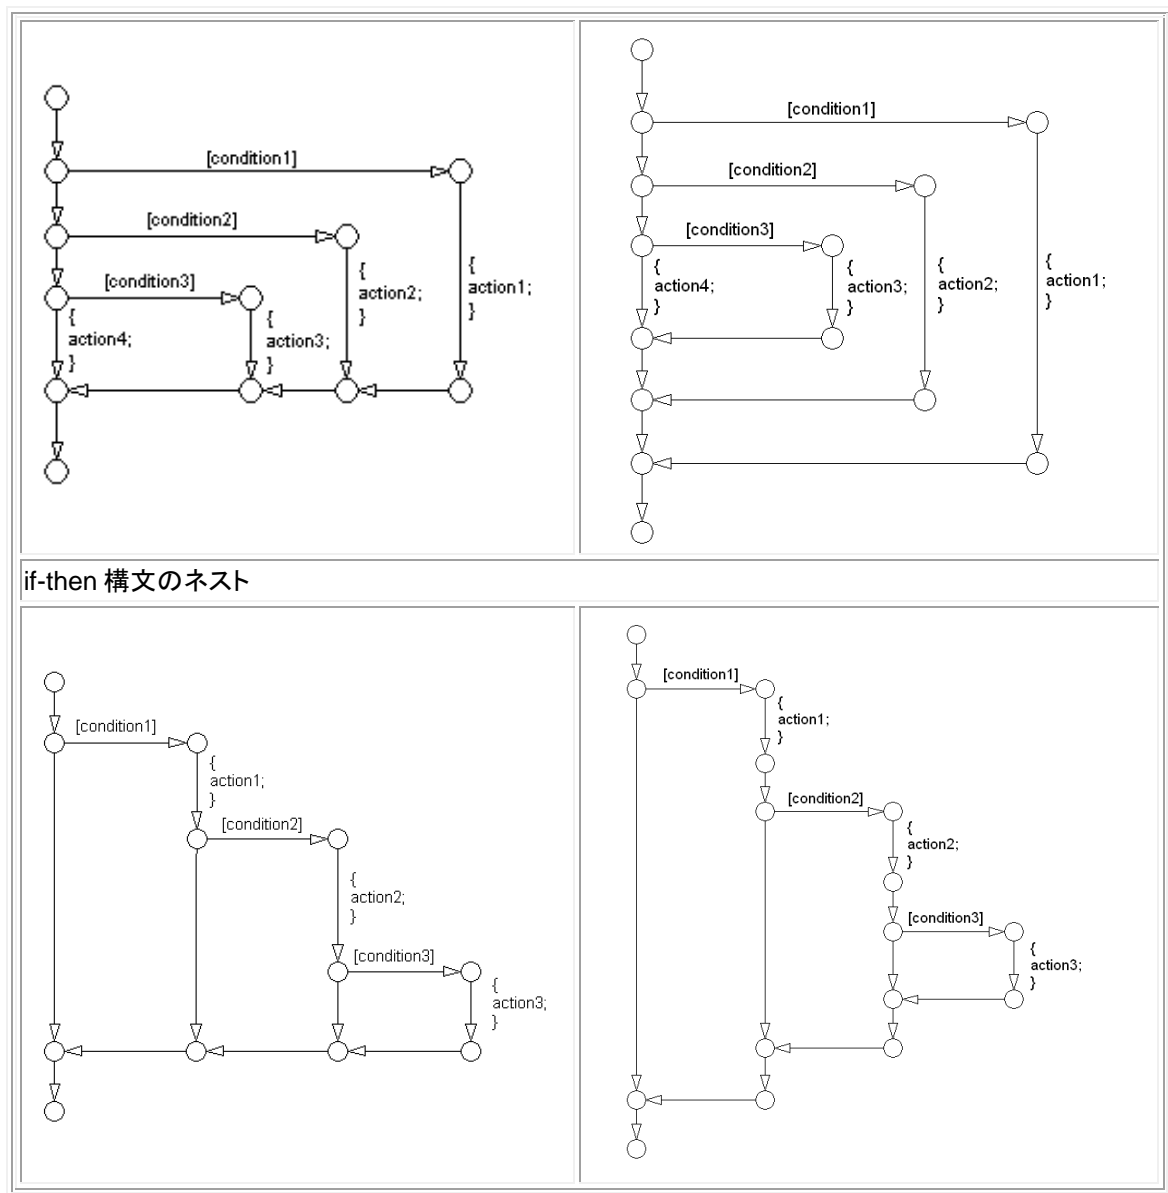 [condition1]
[condition2]
[condition3]
{
action4;
}
{
action3;
}
{
action2;
}
{
action1;
}
[condition1]
[condition2]
[condition3]
{
action4;
}
{
action3;
}
{
action2;
}
{
action1;
}
if-then 構文のネスト
[condition1]
{
action1;
}
[condition2]
{
action2;
}
[condition3]
{
action3;
}
[condition1]
{
action1;
}
[condition2]
{
action2;
}
[condition3]
{
action3;
}